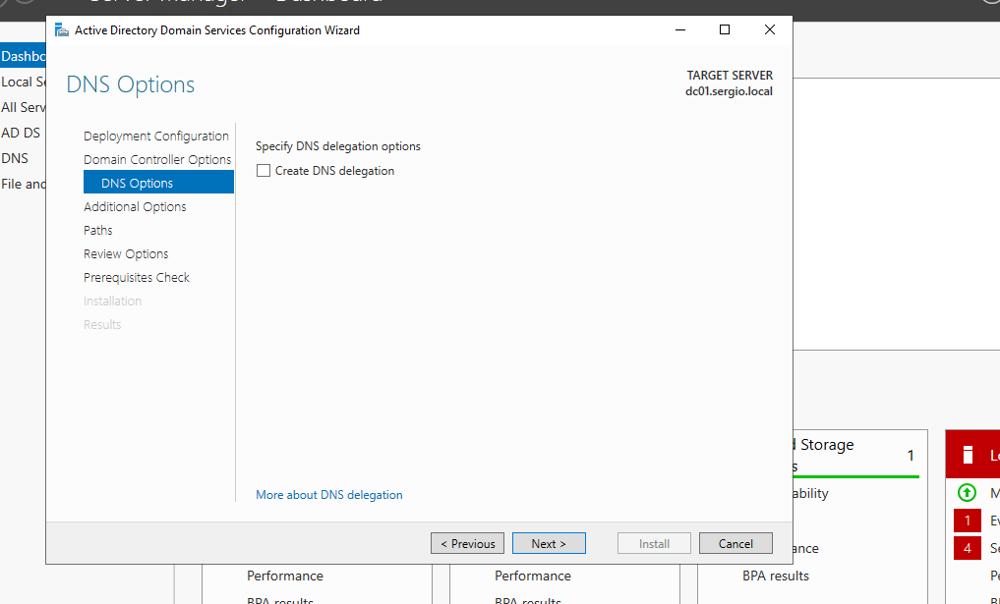 Active Directory Domain Services Configuration Wizard
DNS Options
TARGET SERVER
dc01.sergio.local
Dashbo
Local Se
All Serv
AD DS
DNS
File and
Deployment Configuration
Domain Controller Options
DNS Options
Additional Options
Paths
Review Options
Prerequisites Check
Installation
Results
Specify DNS delegation options
Create DNS delegation
More about DNS delegation
< Previous
Next >
Install
Cancel
d Storage
1
s
ability
ance
1
4
Performance
Performance
BPA results
BPA results
BPA results